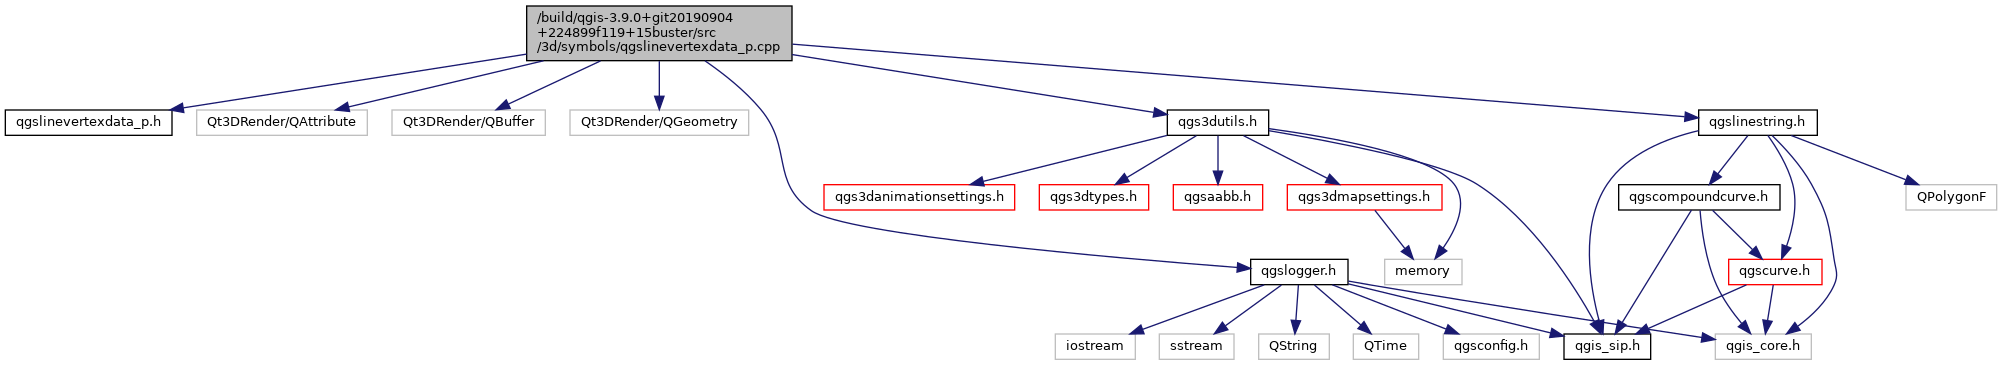 /build/qgis-3.9.0+git20190904
+224899f119+15buster/src
/3d/symbols/qgslinevertexdata_p.cpp
qgslinevertexdata_p.h
Qt3DRender/QAttribute
Qt3DRender/QBuffer
Qt3DRender/QGeometry
qgs3dutils.h
qgslinestring.h
qgs3danimationsettings.h
qgs3dtypes.h
qgsaabb.h
qgs3dmapsettings.h
qgscompoundcurve.h
QPolygonF
qgslogger.h
memory
qgscurve.h
iostream
sstream
QString
QTime
qgsconfig.h
qgis_sip.h
qgis_core.h